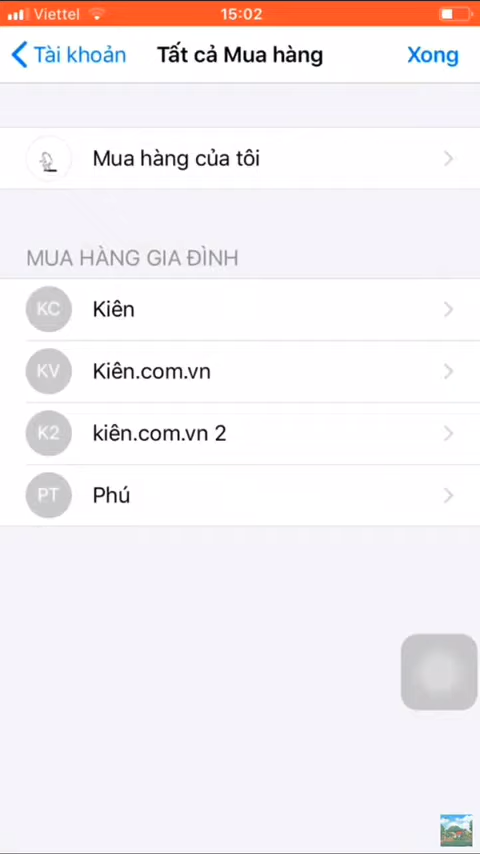 Viettel 15:02
Tài khoản Tất cả Mua hàng Xong
Mua hàng của tôi
MUA HÀNG GIA ĐÌNH
KC Kiên
KV Kiên.com.vn
K2 kiên.com.vn 2
PT Phú